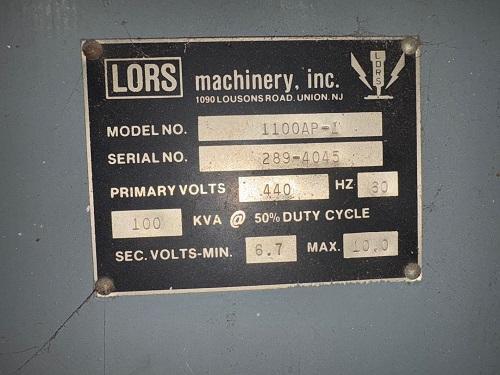 LORS machinery, inc. LORS
1090 LOUSONS ROAD, UNION, NJ
MODEL NO. 1100AP-1
SERIAL NO. 289-4045
PRIMARY VOLTS 440 HZ 60
100 KVA @ 50% DUTY CYCLE
SEC. VOLTS-MIN. 6.7 MAX. 10.0